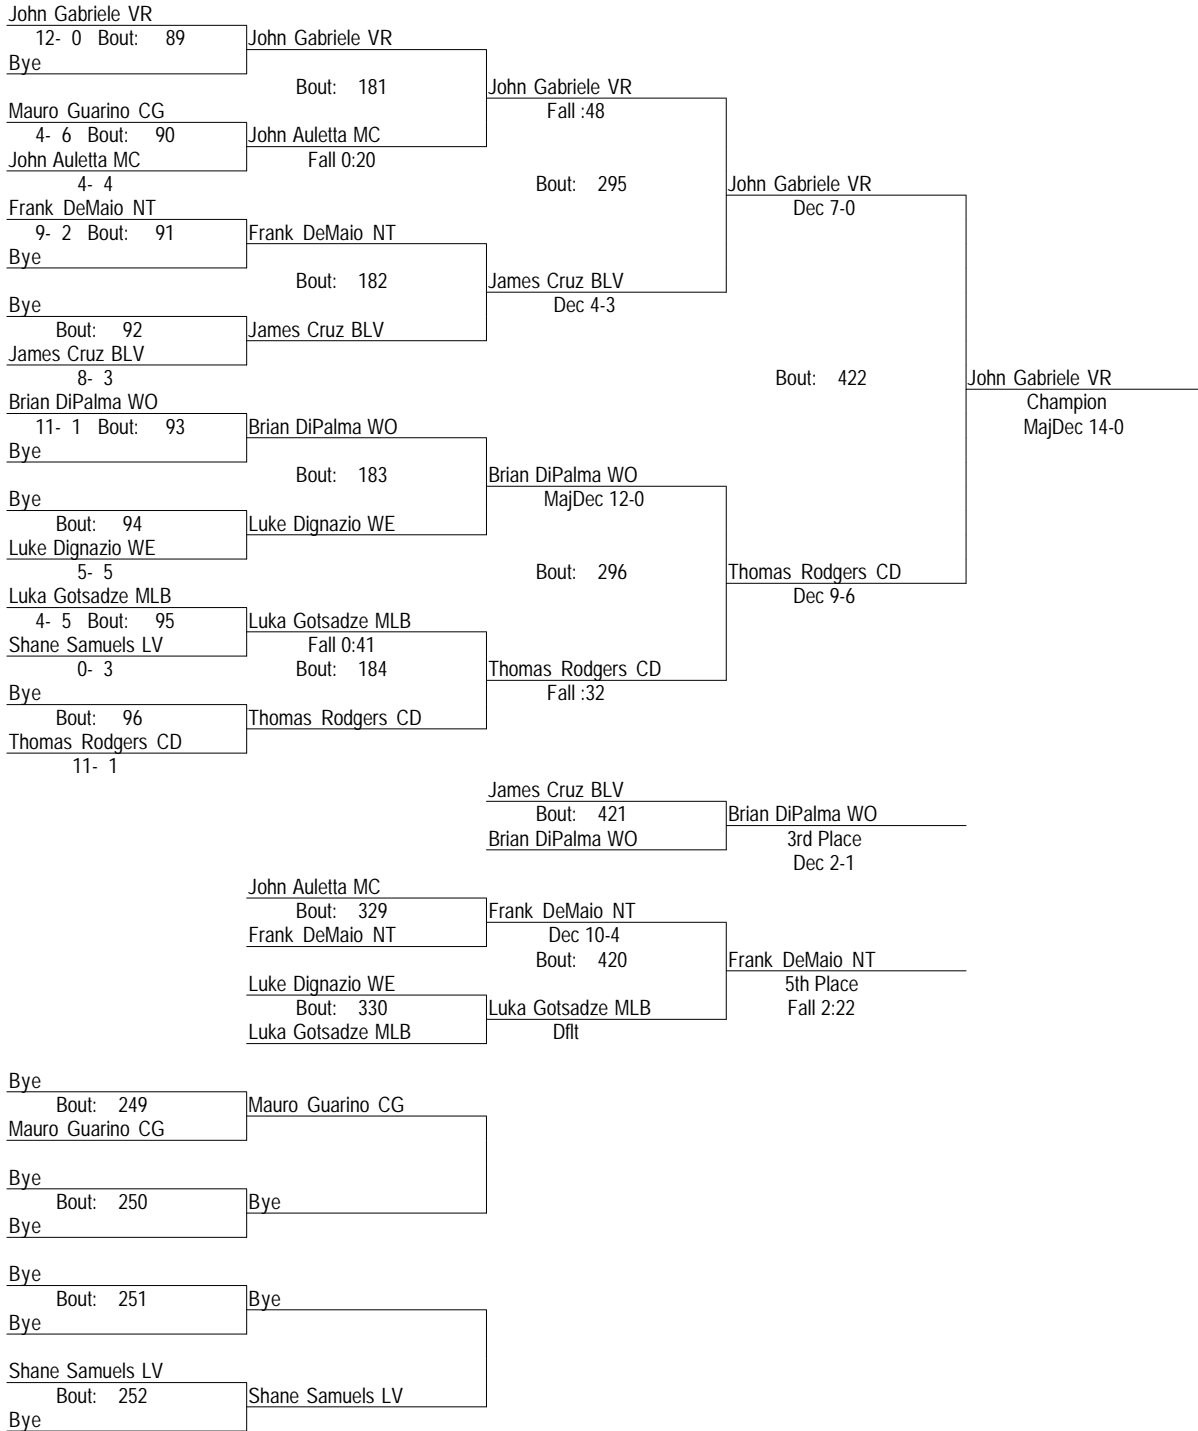 John Gabriele VR
12- 0 Bout: 89
John Gabriele VR
Bye
Bout: 181
John Gabriele VR
Mauro Guarino CG
Fall :48
4- 6 Bout: 90
John Auletta MC
John Auletta MC
Fall 0:20
4- 4
Bout: 295
John Gabriele VR
Frank DeMaio NT
Dec 7-0
9- 2 Bout: 91
Frank DeMaio NT
Bye
Bout: 182
James Cruz BLV
Bye
Dec 4-3
Bout: 92
James Cruz BLV
James Cruz BLV
8- 3
Bout: 422
John Gabriele VR
Brian DiPalma WO
Champion
11- 1 Bout: 93
Brian DiPalma WO
MajDec 14-0
Bye
Bout: 183
Brian DiPalma WO
Bye
MajDec 12-0
Bout: 94
Luke Dignazio WE
Luke Dignazio WE
5- 5
Bout: 296
Thomas Rodgers CD
Luka Gotsadze MLB
Dec 9-6
4- 5 Bout: 95
Luka Gotsadze MLB
Shane Samuels LV
Fall 0:41
0- 3
Bout: 184
Thomas Rodgers CD
Bye
Fall :32
Bout: 96
Thomas Rodgers CD
Thomas Rodgers CD
11- 1
James Cruz BLV
Bout: 421
Brian DiPalma WO
Brian DiPalma WO
3rd Place
Dec 2-1
John Auletta MC
Bout: 329
Frank DeMaio NT
Frank DeMaio NT
Dec 10-4
Bout: 420
Frank DeMaio NT
Luke Dignazio WE
5th Place
Bout: 330
Luka Gotsadze MLB
Fall 2:22
Luka Gotsadze MLB
Dflt
Bye
Bout: 249
Mauro Guarino CG
Mauro Guarino CG
Bye
Bout: 250
Bye
Bye
Bye
Bout: 251
Bye
Bye
Shane Samuels LV
Bout: 252
Shane Samuels LV
Bye